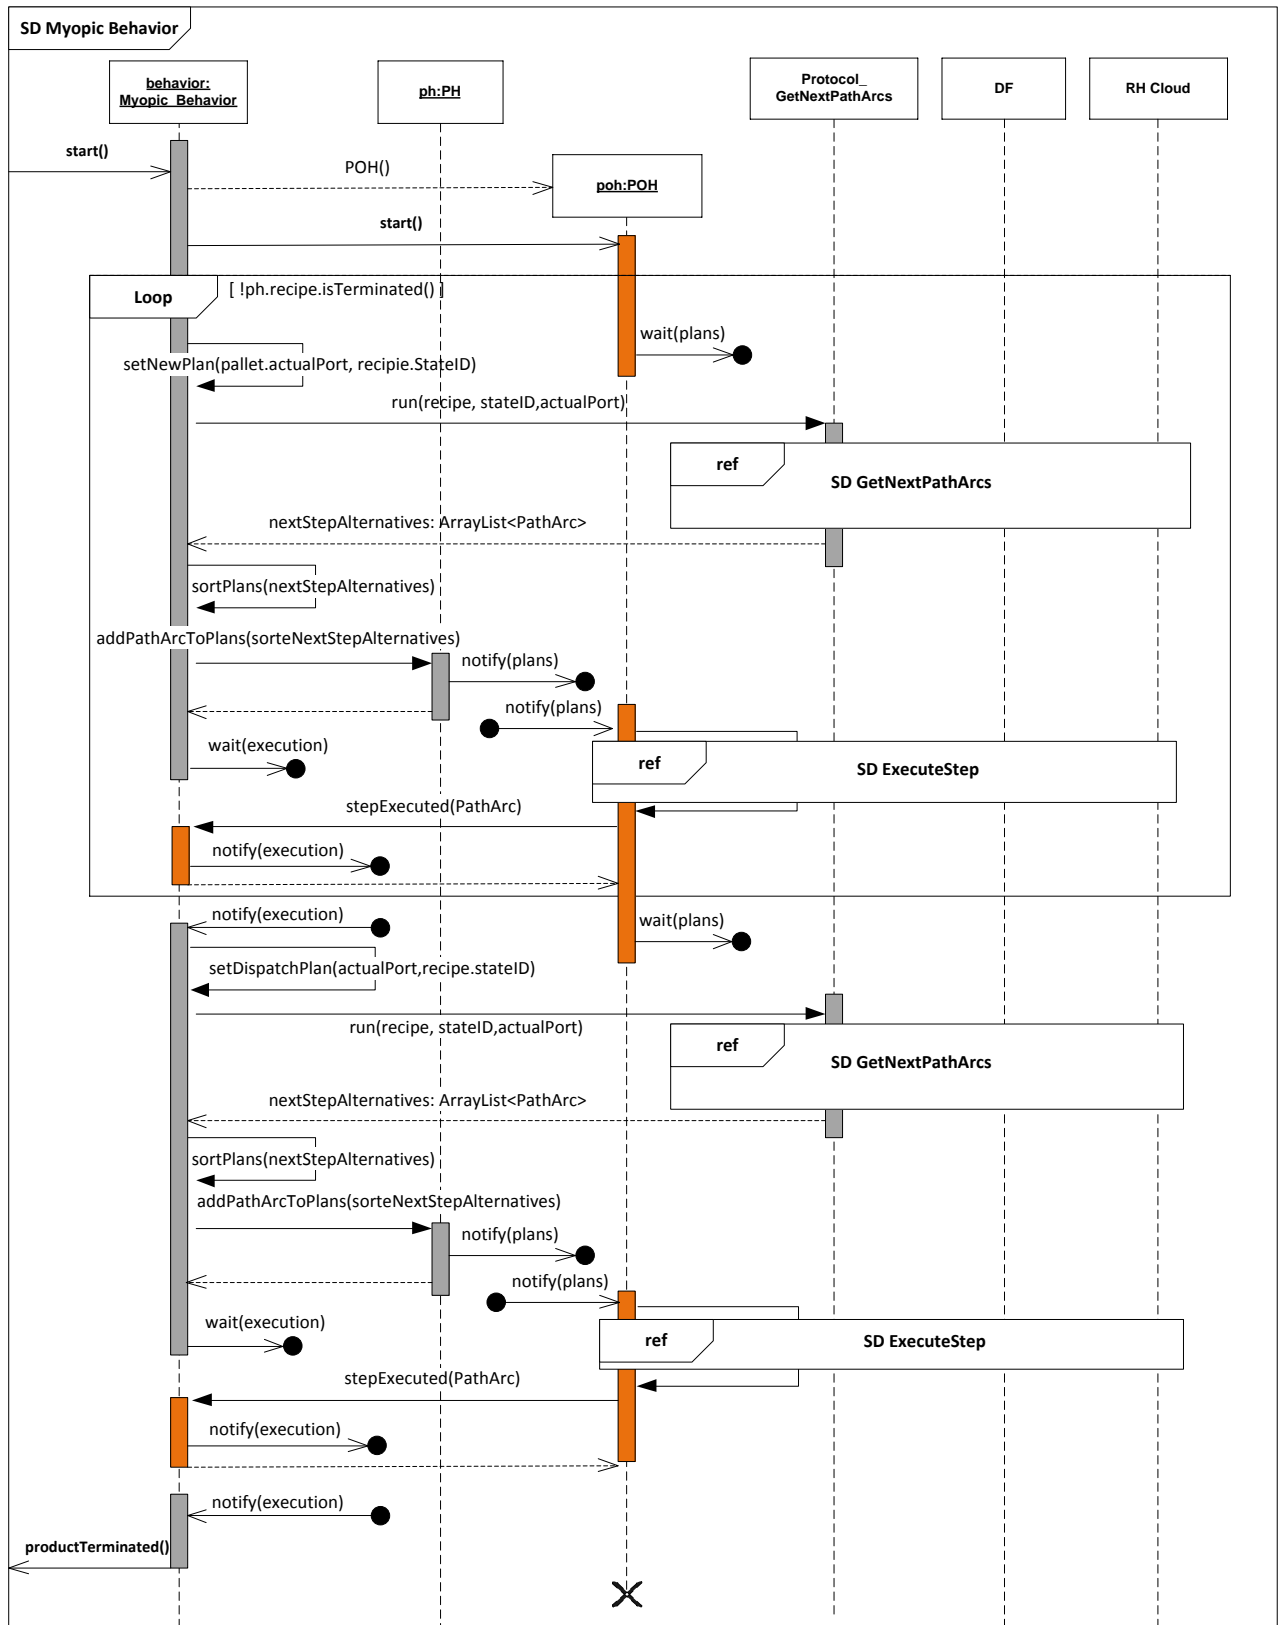 SD Myopic Behavior
behavior:
Myopic_Behavior
ph:PH
Protocol_
GetNextPathArcs
DF
RH Cloud
start()
POH()
poh:POH
start()
Loop
[ !ph.recipe.isTerminated() ]
wait(plans)
setNewPlan(pallet.actualPort, recipie.StateID)
run(recipe, stateID,actualPort)
ref
SD GetNextPathArcs
nextStepAlternatives: ArrayList<PathArc>
sortPlans(nextStepAlternatives)
addPathArcToPlans(sorteNextStepAlternatives)
notify(plans)
notify(plans)
wait(execution)
ref
SD ExecuteStep
stepExecuted(PathArc)
notify(execution)
notify(execution)
wait(plans)
setDispatchPlan(actualPort,recipe.stateID)
run(recipe, stateID,actualPort)
ref
SD GetNextPathArcs
nextStepAlternatives: ArrayList<PathArc>
sortPlans(nextStepAlternatives)
addPathArcToPlans(sorteNextStepAlternatives)
notify(plans)
notify(plans)
wait(execution)
ref
SD ExecuteStep
stepExecuted(PathArc)
notify(execution)
notify(execution)
productTerminated()